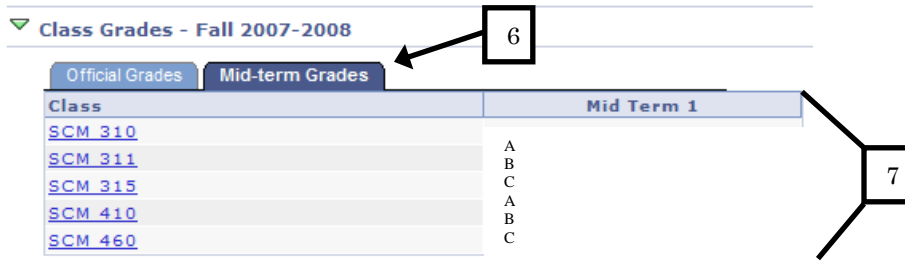 Class Grades - Fall 2007-2008
6
Official Grades Mid-term Grades
Class Mid Term 1
SCM 310
SCM 311
SCM 315
SCM 410
SCM 460
A
B
C
A
B
C
7